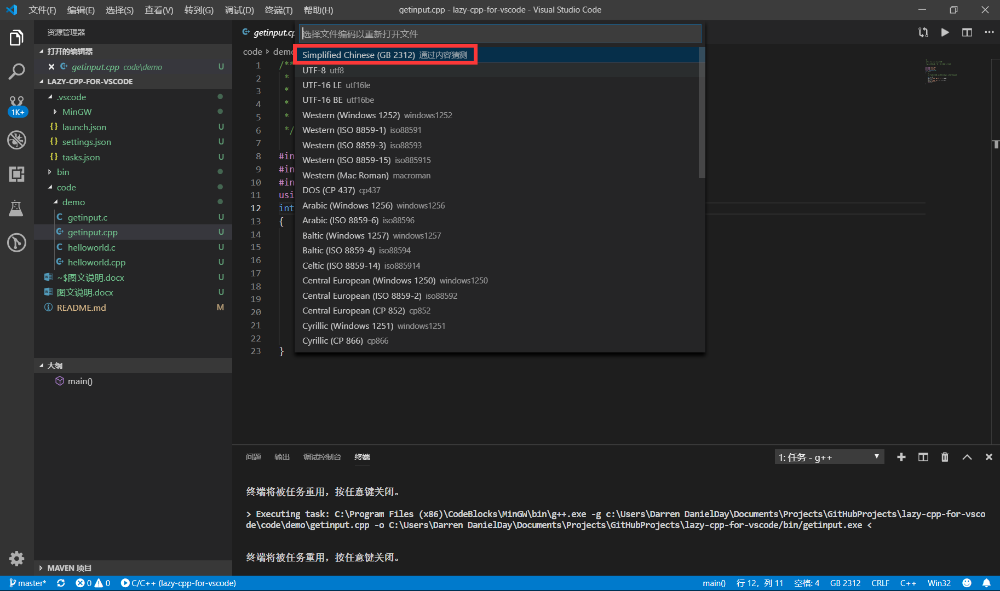 文件(F) 编辑(E) 选择(S) 查看(V) 转到(G) 调试(D) 终端(T) 帮助(H) getinput.cpp - lazy-cpp-for-vscode - Visual Studio Code
资源管理器
打开的编辑器
getinput.cpp code\demo U
LAZY-CPP-FOR-VSCODE
.vscode
MinGW
{} launch.json U
{} settings.json U
{} tasks.json U
bin
code
demo
C getinput.c U
getinput.cpp U
C helloworld.c U
helloworld.cpp U
~$图文说明.docx U
图文说明.docx U
README.md M
大纲
main()
MAVEN 项目
1K+
getinput.cp
code demo
选择文件编码以重新打开文件
Simplified Chinese (GB 2312) 通过内容猜测
UTF-8 utf8
UTF-16 LE utf16le
UTF-16 BE utf16be
Western (Windows 1252) windows1252
Western (ISO 8859-1) iso88591
Western (ISO 8859-3) iso88593
Western (ISO 8859-15) iso885915
Western (Mac Roman) macroman
DOS (CP 437) cp437
Arabic (Windows 1256) windows1256
Arabic (ISO 8859-6) iso88596
Baltic (Windows 1257) windows1257
Baltic (ISO 8859-4) iso88594
Celtic (ISO 8859-14) iso885914
Central European (Windows 1250) windows1250
Central European (ISO 8859-2) iso88592
Central European (CP 852) cp852
Cyrillic (Windows 1251) windows1251
Cyrillic (CP 866) cp866
1 /**
2 *
3 *
4 *
5 *
6 */
7
8 #in
9 #in
10 #in
11 usi
12 int
13 {
14
15
16
17
18
19
20
21
22
23 }
问题 输出 调试控制台 终端 1: 任务 - g++
终端将被任务重用，按任意键关闭。
> Executing task: C:\Program Files (x86)\CodeBlocks\MinGW\bin\g++.exe -g c:\Users\Darren DanielDay\Documents\Projects\GitHubProjects\lazy-cpp-for-vsco
de\code\demo\getinput.cpp -o C:\Users\Darren DanielDay\Documents\Projects\GitHubProjects\lazy-cpp-for-vscode/bin/getinput.exe <
终端将被任务重用，按任意键关闭。
master* 0 0 C/C++ (lazy-cpp-for-vscode) main() 行 12，列 11 空格: 4 GB 2312 CRLF C++ Win32